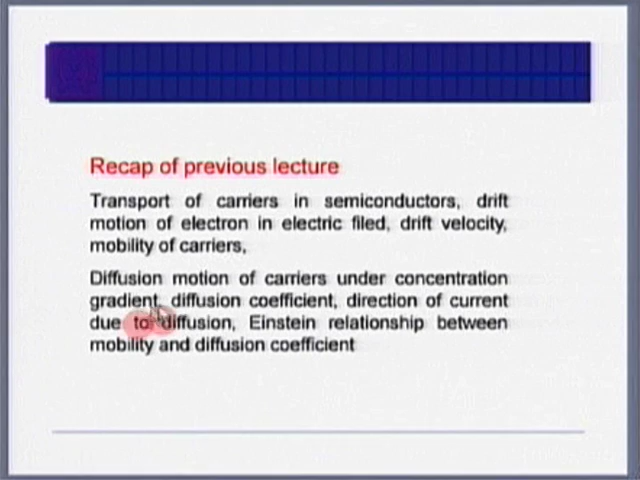 Recap of previous lecture
Transport of carriers in semiconductors, drift
motion of electron in electric filed, drift velocity,
mobility of carriers,
Diffusion motion of carriers under concentration
gradient, diffusion coefficient, direction of current
due to diffusion, Einstein relationship between
mobility and diffusion coefficient